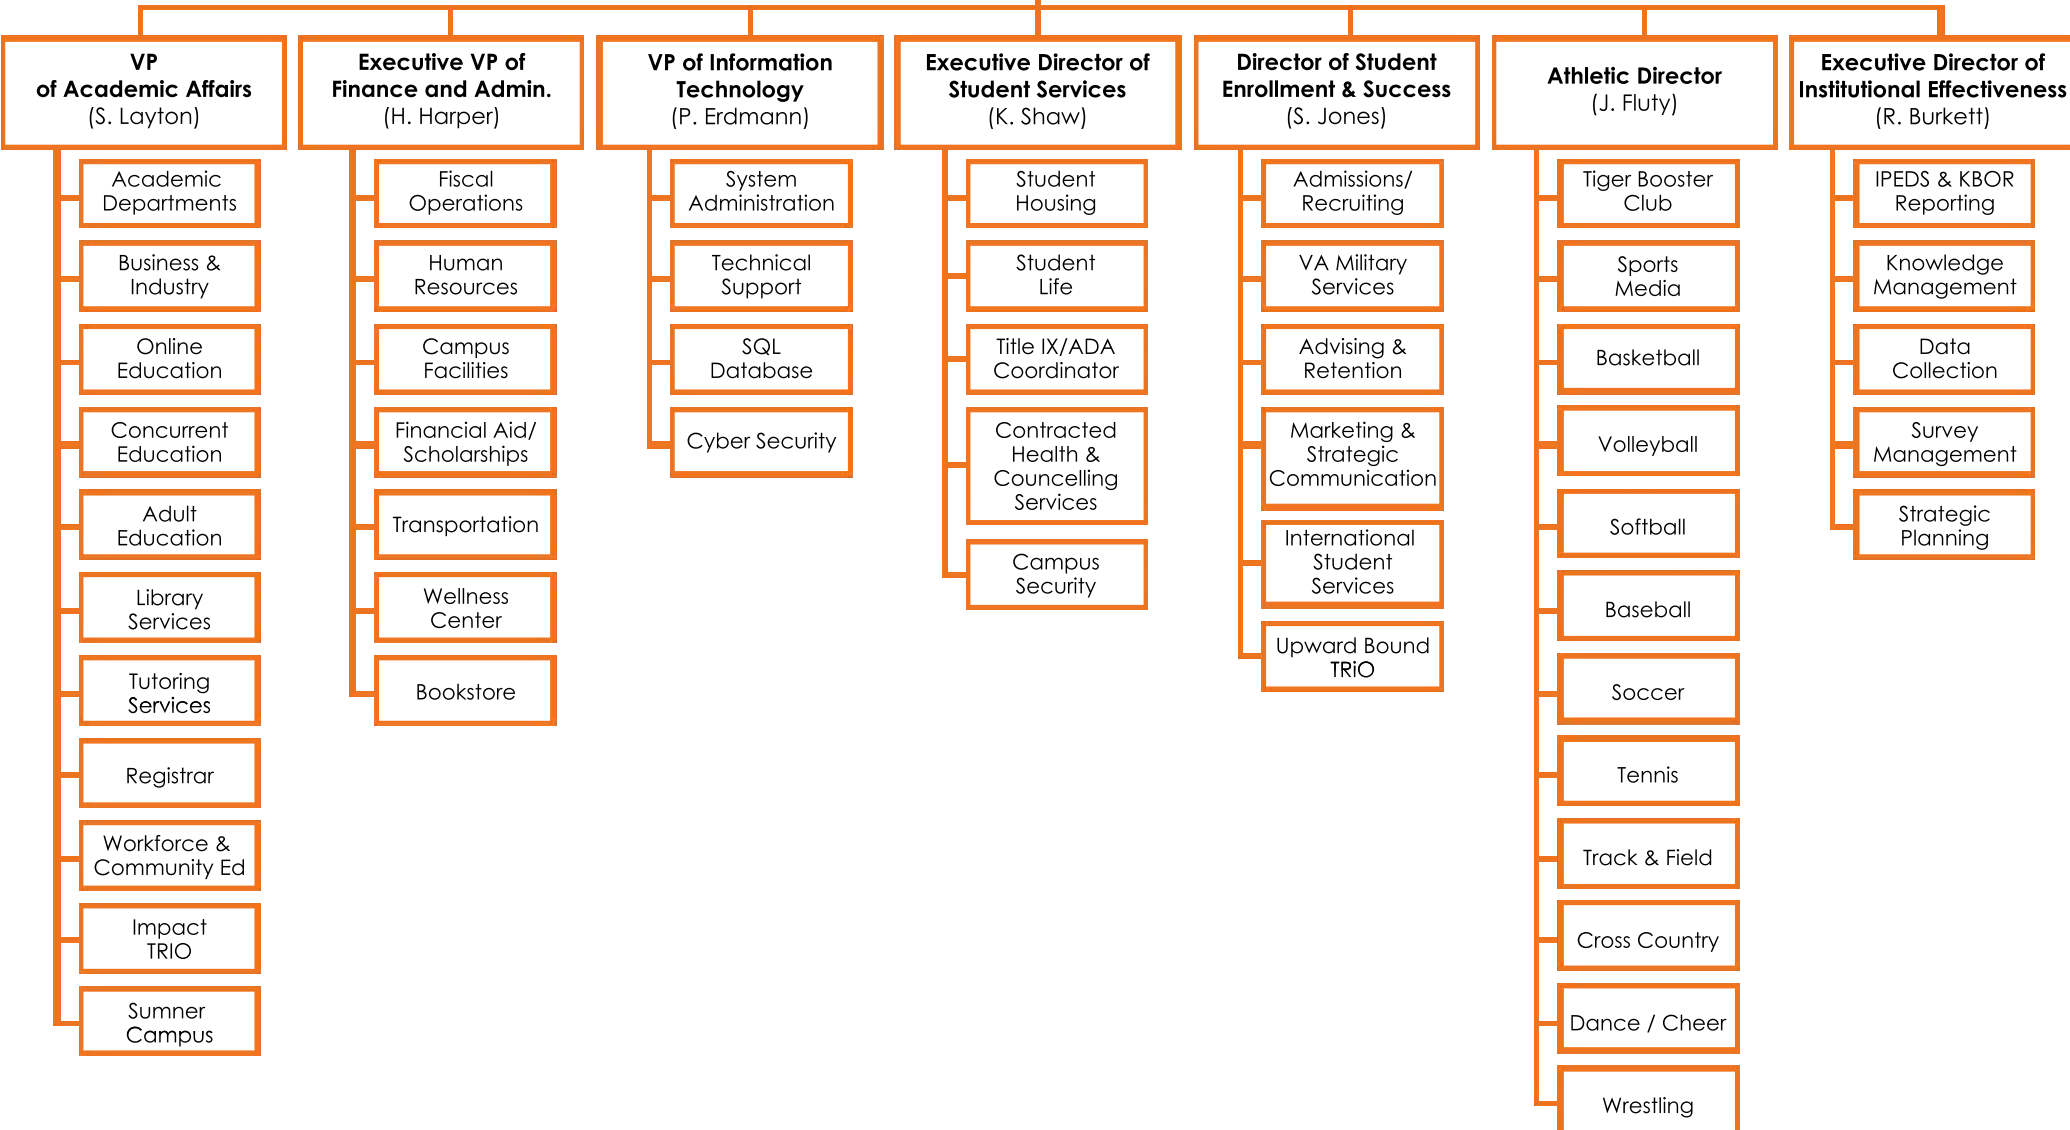 VP
of Academic Affairs
(S. Layton)
Academic
Departments
Business &
Industry
Online
Education
Concurrent
Education
Adult
Education
Library
Services
Tutoring
Services
Registrar
Workforce &
Community Ed
Impact
TRIO
Sumner
Campus
Executive VP of
Finance and Admin.
(H. Harper)
Fiscal
Operations
Human
Resources
Campus
Facilities
Financial Aid/
Scholarships
Transportation
Wellness
Center
Bookstore
VP of Information
Technology
(P. Erdmann)
System
Administration
Technical
Support
SQL
Database
Cyber Security
Executive Director of
Student Services
(K. Shaw)
Student
Housing
Student
Life
Title IX/ADA
Coordinator
Contracted
Health &
Councelling
Services
Campus
Security
Director of Student
Enrollment & Success
(S. Jones)
Admissions/
Recruiting
VA Military
Services
Advising &
Retention
Marketing &
Strategic
Communication
International
Student
Services
Upward Bound
TRiO
Athletic Director
(J. Fluty)
Tiger Booster
Club
Sports
Media
Basketball
Volleyball
Softball
Baseball
Soccer
Tennis
Track & Field
Cross Country
Dance / Cheer
Wrestling
Executive Director of
Institutional Effectiveness
(R. Burkett)
IPEDS & KBOR
Reporting
Knowledge
Management
Data
Collection
Survey
Management
Strategic
Planning